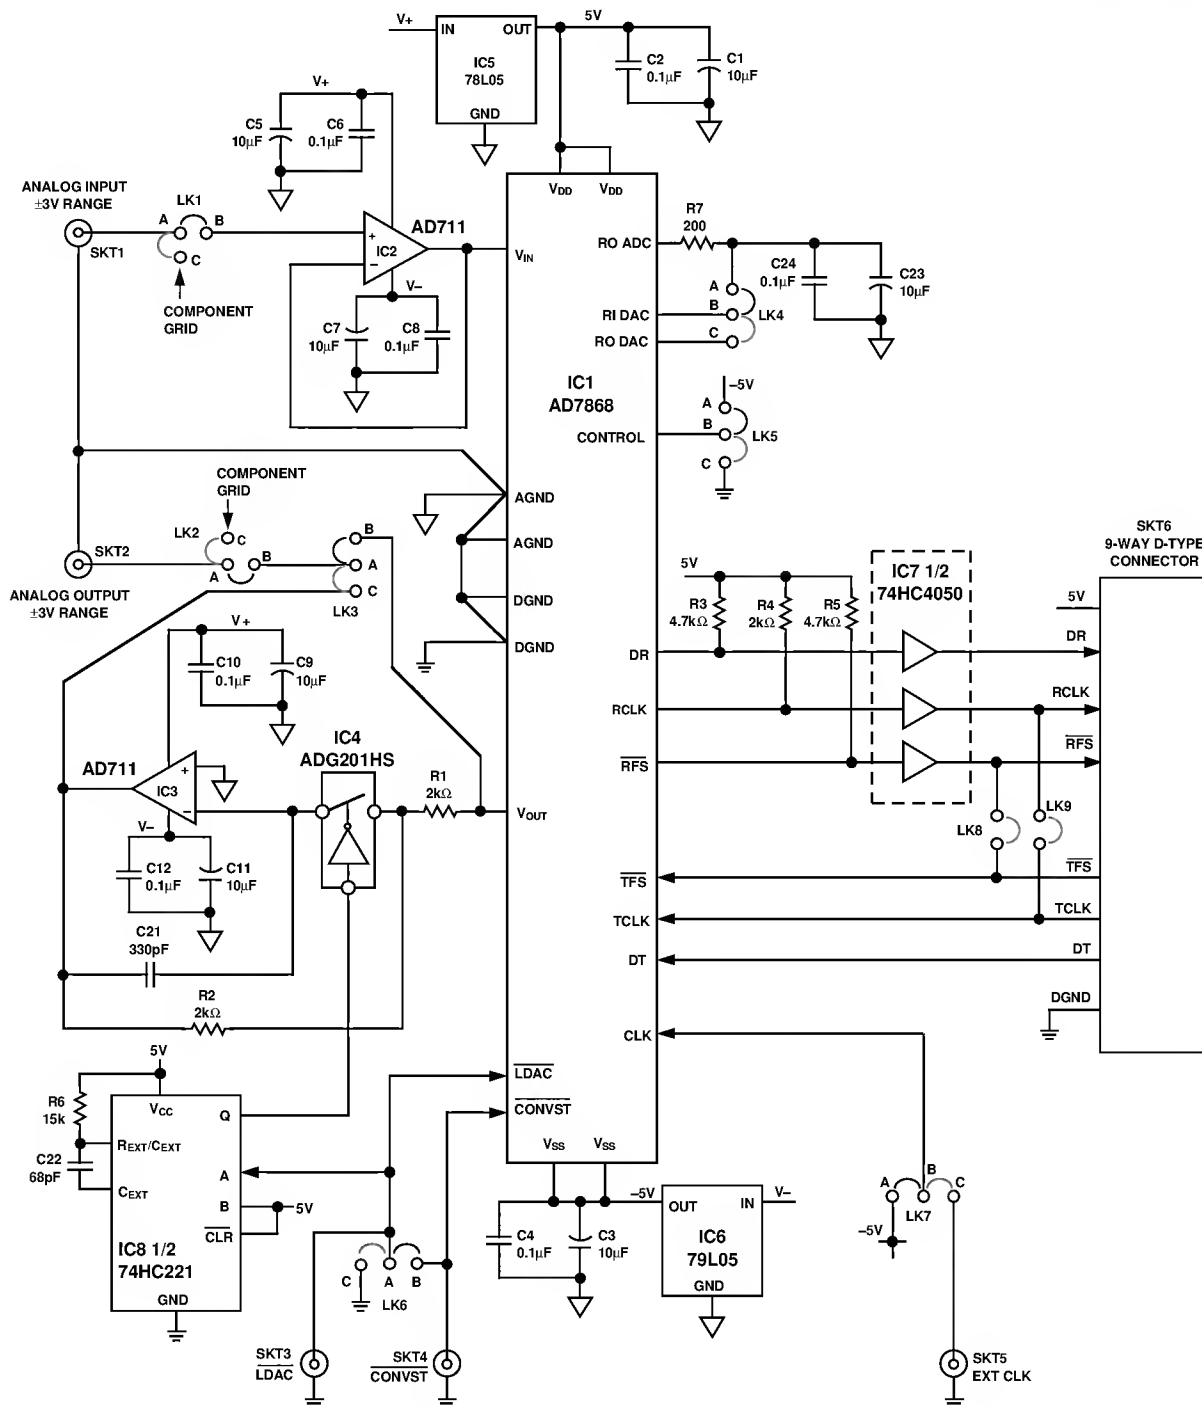 V+
IN
OUT
5V
IC5
78L05
GND
C2
0.1µF
C1
10µF
V+
C5
10µF
C6
0.1µF
ANALOG INPUT
±3V RANGE
LK1
A
B
C
SKT1
COMPONENT
GRID
AD711
+
IC2
−
V–
C7
10µF
C8
0.1µF
VDD
VDD
VIN
RO ADC
R7
200
C24
0.1µF
C23
10µF
A
B
C
LK4
RI DAC
RO DAC
IC1
AD7868
–5V
A
B
C
LK5
CONTROL
COMPONENT
GRID
LK2
C
A
B
B
A
C
LK3
SKT2
ANALOG OUTPUT
±3V RANGE
AGND
AGND
DGND
DGND
SKT6
9-WAY D-TYPE
CONNECTOR
IC7 1/2
74HC4050
5V
R3
4.7kΩ
R4
2kΩ
R5
4.7kΩ
5V
DR
DR
RCLK
RCLK
RFS
RFS
LK8
LK9
TFS
TFS
TCLK
TCLK
DT
DT
DGND
CLK
V+
C10
0.1µF
C9
10µF
AD711
IC3
+
−
V–
C12
0.1µF
C11
10µF
IC4
ADG201HS
R1
2kΩ
VOUT
C21
330pF
R2
2kΩ
5V
R6
15k
C22
68pF
VCC
Q
REXT/CEXT
A
CEXT
B
5V
CLR
IC8 1/2
74HC221
GND
LDAC
CONVST
C
A
B
LK6
SKT3
LDAC
SKT4
CONVST
VSS
VSS
C4
0.1µF
C3
10µF
–5V
OUT
IN
V–
IC6
79L05
GND
A
B
C
LK7
–5V
SKT5
EXT CLK